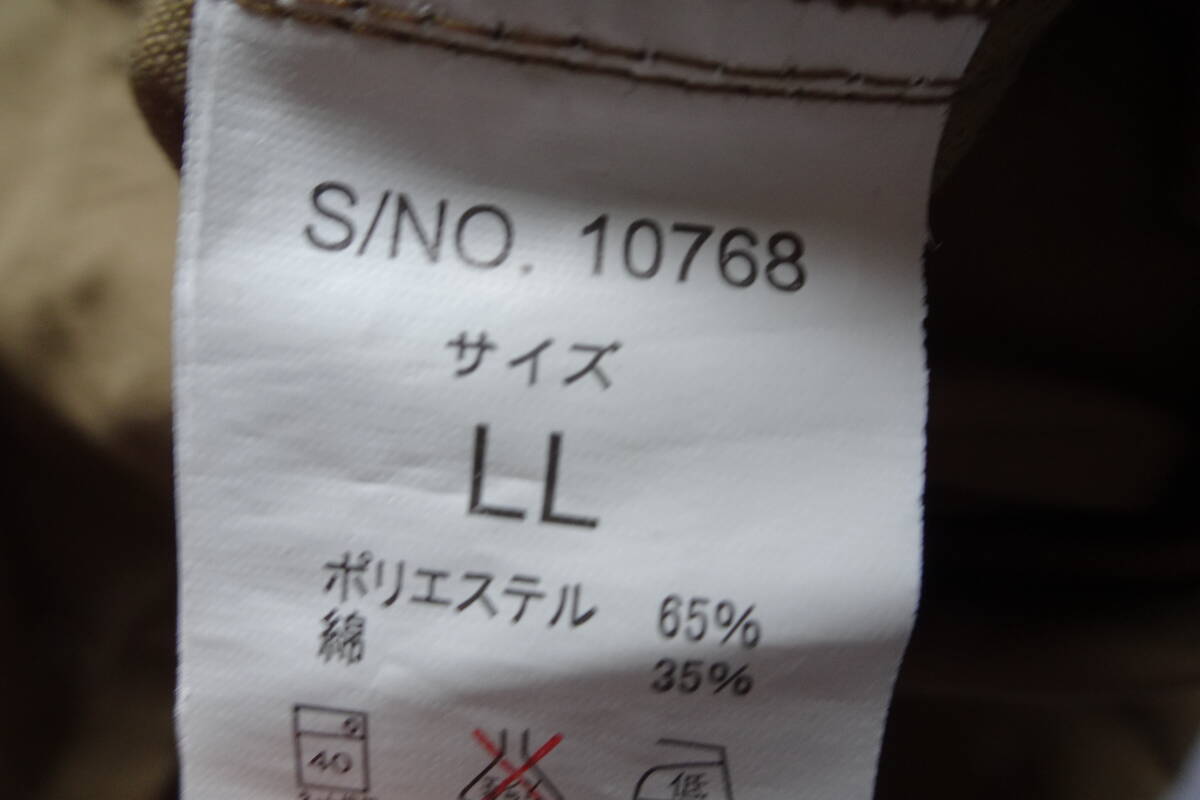 S/NO. 10768
サイズ
LL
ポリエステル 65%
綿 35%
40
低